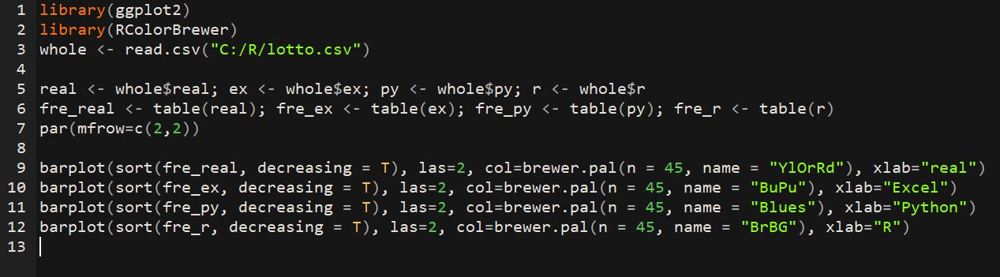 1 library(ggplot2)
2 library(RColorBrewer)
3 whole <- read.csv("C:/R/lotto.csv")
4
5 real <- whole$real; ex <- whole$ex; py <- whole$py; r <- whole$r
6 fre_real <- table(real); fre_ex <- table(ex); fre_py <- table(py); fre_r <- table(r)
7 par(mfrow=c(2,2))
8
9 barplot(sort(fre_real, decreasing = T), las=2, col=brewer.pal(n = 45, name = "YlOrRd"), xlab="real")
10 barplot(sort(fre_ex, decreasing = T), las=2, col=brewer.pal(n = 45, name = "BuPu"), xlab="Excel")
11 barplot(sort(fre_py, decreasing = T), las=2, col=brewer.pal(n = 45, name = "Blues"), xlab="Python")
12 barplot(sort(fre_r, decreasing = T), las=2, col=brewer.pal(n = 45, name = "BrBG"), xlab="R")
13